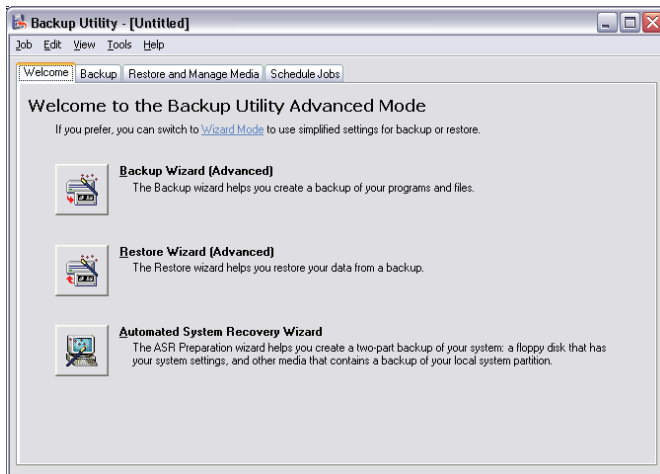 Backup Utility - [Untitled]
Job Edit View Tools Help
Welcome Backup Restore and Manage Media Schedule Jobs
Welcome to the Backup Utility Advanced Mode
If you prefer, you can switch to Wizard Mode to use simplified settings for backup or restore.
Backup Wizard (Advanced)
The Backup wizard helps you create a backup of your programs and files.
Restore Wizard (Advanced)
The Restore wizard helps you restore your data from a backup.
Automated System Recovery Wizard
The ASR Preparation wizard helps you create a two-part backup of your system: a floppy disk that has
your system settings, and other media that contains a backup of your local system partition.